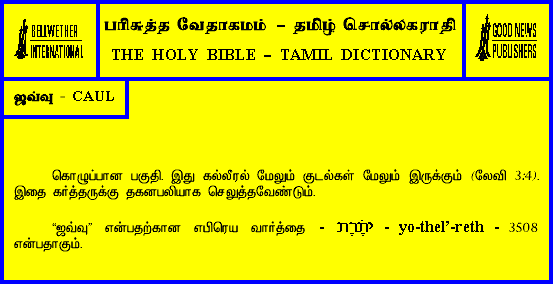 BELLWETHER
INTERNATIONAL
பரிசுத்த வேதாகமம் – தமிழ் சொல்லகராதி
THE HOLY BIBLE – TAMIL DICTIONARY
GOOD NEWS
PUBLISHERS
ஜவ்வு - CAUL
கொழுப்பான பகுதி. இது கல்லீரல் மேலும் குடல்கள் மேலும் இருக்கும் (லேவி 3:4).
இதை கர்த்தருக்கு தகனபலியாக செலுத்தவேண்டும்.
“ஜவ்வு” என்பதற்கான எபிரெய வார்த்தை - - yo-thel’-reth - 3508
என்பதாகும்.